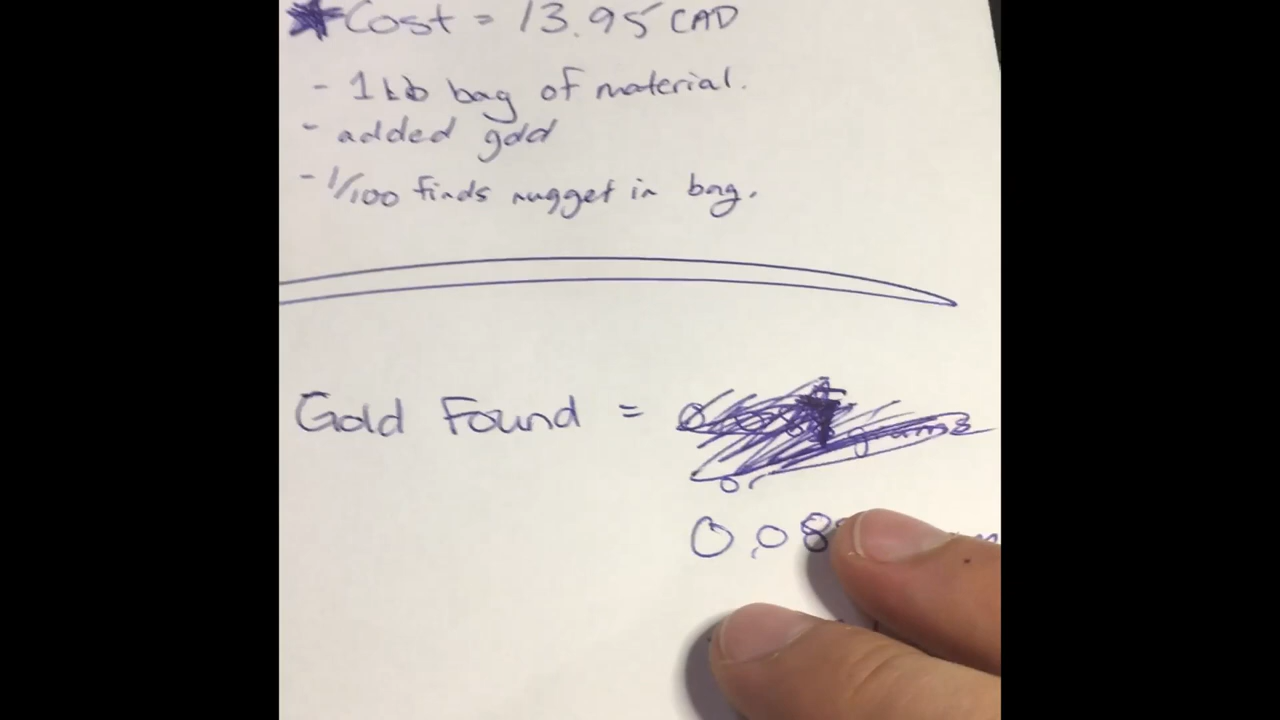 Cost = 13.95 CAD
- 1 lb bag of material.
- added gold
- 1/100 finds nugget in bag.
Gold Found =
or
0.08